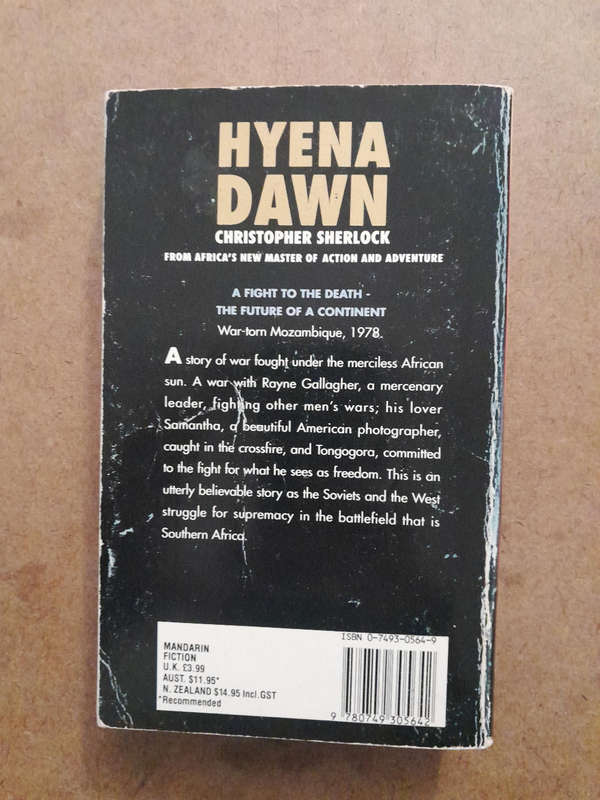 HYENA
DAWN
CHRISTOPHER SHERLOCK
FROM AFRICA'S NEW MASTER OF ACTION AND ADVENTURE
A FIGHT TO THE DEATH -
THE FUTURE OF A CONTINENT
War-torn Mozambique, 1978.
A story of war fought under the merciless African
sun. A war with Rayne Gallagher, a mercenary
leader, fighting other men's wars; his lover
Samantha, a beautiful American photographer,
caught in the crossfire, and Tongogora, committed
to the fight for what he sees as freedom. This is an
utterly believable story as the Soviets and the West
struggle for supremacy in the battlefield that is
Southern Africa.
ISBN 0-7493-0564-9
MANDARIN
FICTION
U.K. £3.99
AUST. $11.95*
N. ZEALAND $14.95 Incl. GST
*Recommended
9 780749 305642